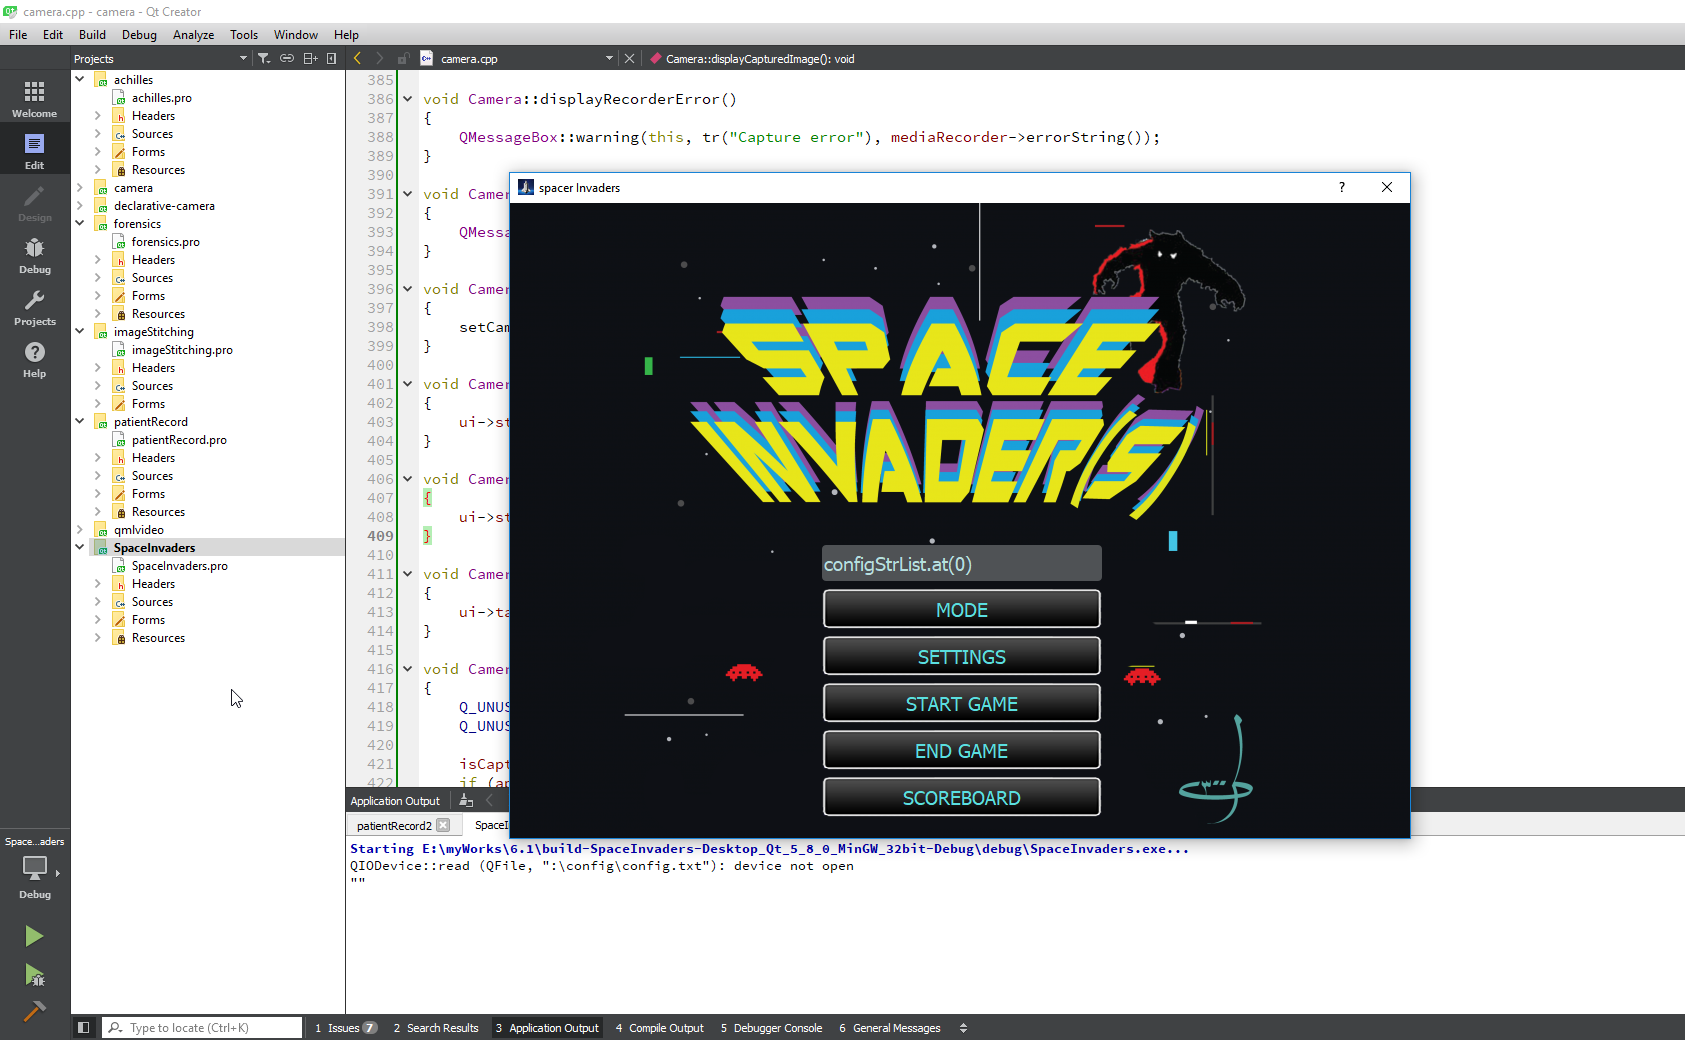 camera.cpp - camera - Qt Creator
File Edit Build Debug Analyze Tools Window Help
Projects
camera.cpp
Camera::displayCapturedImage(): void
Welcome
Edit
Design
Debug
Projects
Help
achilles
achilles.pro
Headers
Sources
Forms
Resources
camera
declarative-camera
forensics
forensics.pro
Headers
Sources
Forms
Resources
imageStitching
imageStitching.pro
Headers
Sources
Forms
patientRecord
patientRecord.pro
Headers
Sources
Forms
Resources
qmlvideo
SpaceInvaders
SpaceInvaders.pro
Headers
Sources
Forms
Resources
385
386 void Camera::displayRecorderError()
387 {
388 QMessageBox::warning(this, tr("Capture error"), mediaRecorder->errorString());
389 }
390
391 void Camer
392 {
393 QMessa
394 }
395
396 void Camer
397 {
398 setCam
399 }
400
401 void Camer
402 {
403 ui->st
404 }
405
406 void Camer
407 {
408 ui->st
409 }
410
411 void Camer
412 {
413 ui->ta
414 }
415
416 void Camer
417 {
418 Q_UNUS
419 Q_UNUS
420
421 isCapt
422 if (ap
spacer Invaders
?
SPACE
INVADER(S)
configStrList.at(0)
MODE
SETTINGS
START GAME
END GAME
SCOREBOARD
Application Output
patientRecord2
SpaceI
Starting E:\myWorks\6.1\build-SpaceInvaders-Desktop_Qt_5_8_0_MinGW_32bit-Debug\debug\SpaceInvaders.exe...
QIODevice::read (QFile, ":\config\config.txt"): device not open
""
Space...aders
Debug
Type to locate (Ctrl+K)
1 Issues 7 2 Search Results 3 Application Output 4 Compile Output 5 Debugger Console 6 General Messages